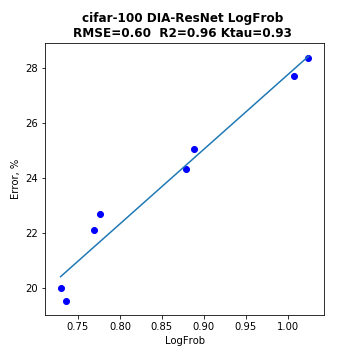 cifar-100 DIA-ResNet LogFrob
RMSE=0.60 R2=0.96 Ktau=0.93
28
26
24
22
20
Error, %
0.75 0.80 0.85 0.90 0.95 1.00
LogFrob